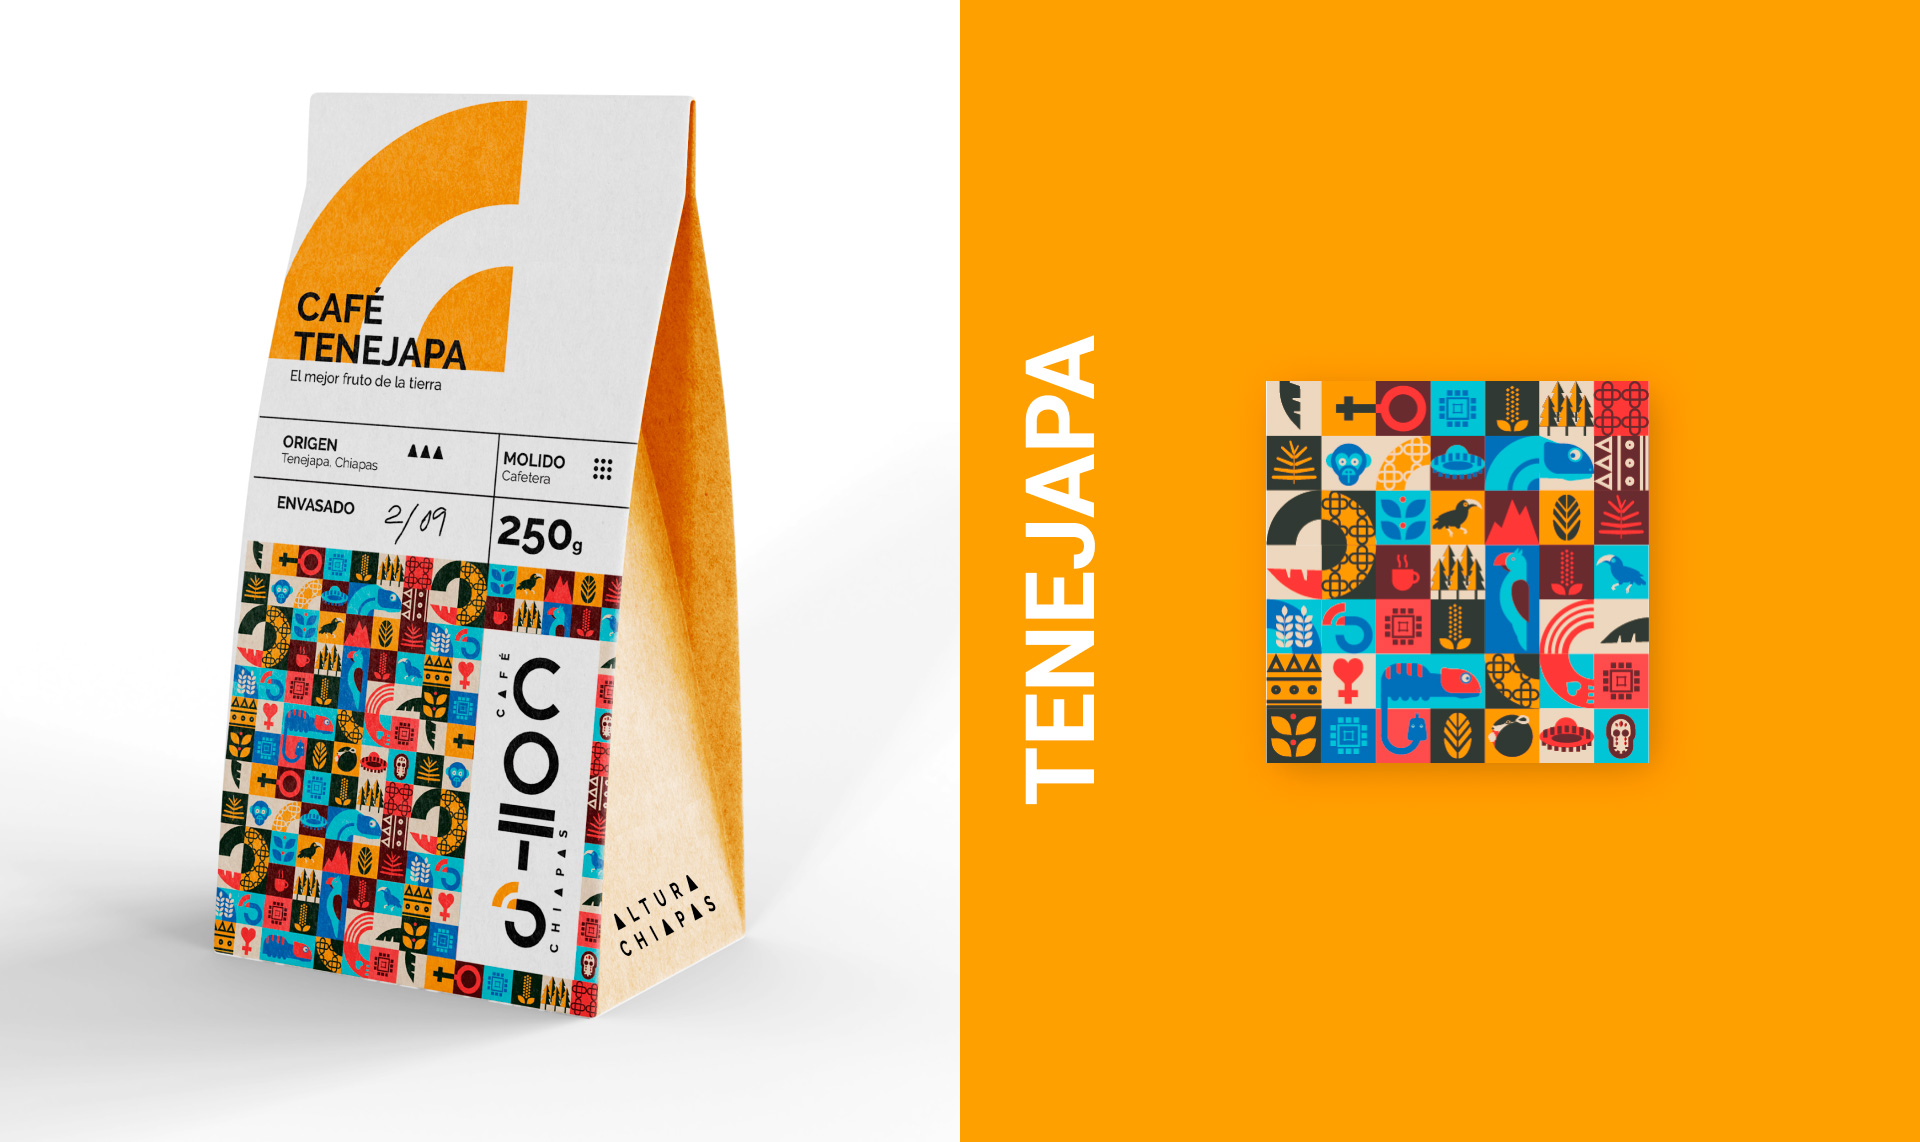 CAFÉ
TENEJAPA
El mejor fruto de la tierra
ORIGEN
Tenejapa, Chiapas
MOLIDO
Cafetera
ENVASADO
2/09
250g
CAFÉ
CHIAPAS
ALTURA
CHIAPAS
TENEJAPA